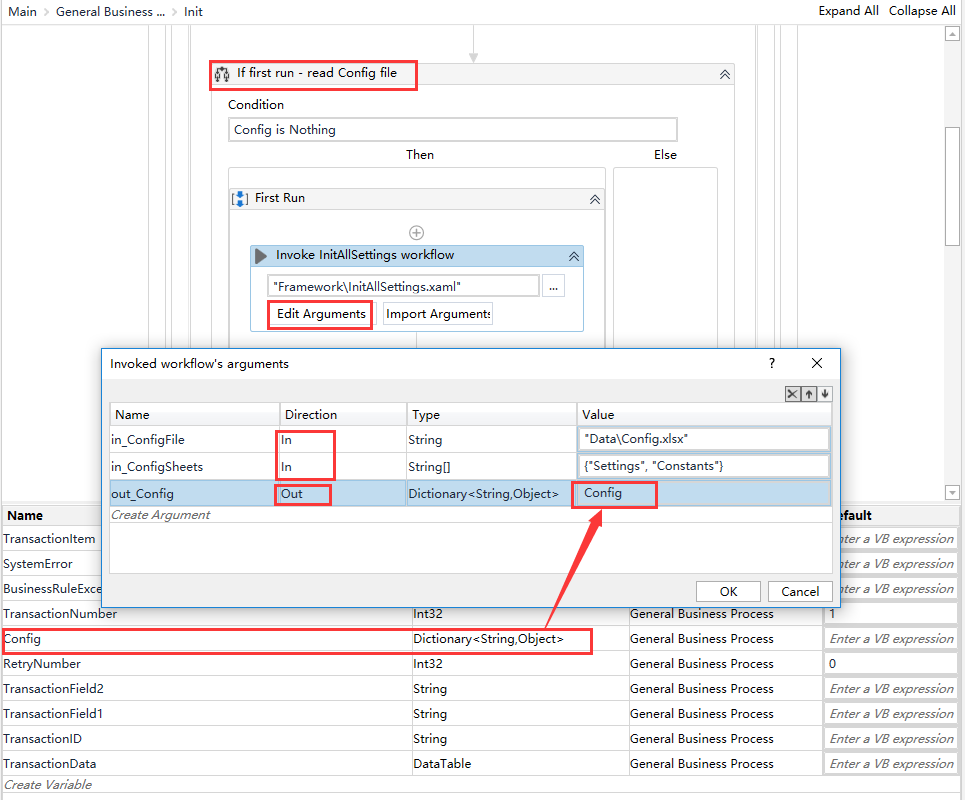 Main > General Business ... > Init
Expand All Collapse All
If first run - read Config file
Condition
Config is Nothing
Then Else
First Run
Invoke InitAllSettings workflow
"Framework\InitAllSettings.xaml" ...
Edit Arguments Import Arguments
Invoked workflow's arguments ?
Name Direction Type Value
in_ConfigFile In String "Data\Config.xlsx"
in_ConfigSheets In String[] {"Settings", "Constants"}
out_Config Out Dictionary<String,Object> Config
Create Argument
OK Cancel
Name efault
TransactionItem nter a VB expression
SystemError nter a VB expression
BusinessRuleExce nter a VB expression
TransactionNumber Int32 General Business Process 1
Config Dictionary<String,Object> General Business Process Enter a VB expression
RetryNumber Int32 General Business Process 0
TransactionField2 String General Business Process Enter a VB expression
TransactionField1 String General Business Process Enter a VB expression
TransactionID String General Business Process Enter a VB expression
TransactionData DataTable General Business Process Enter a VB expression
Create Variable